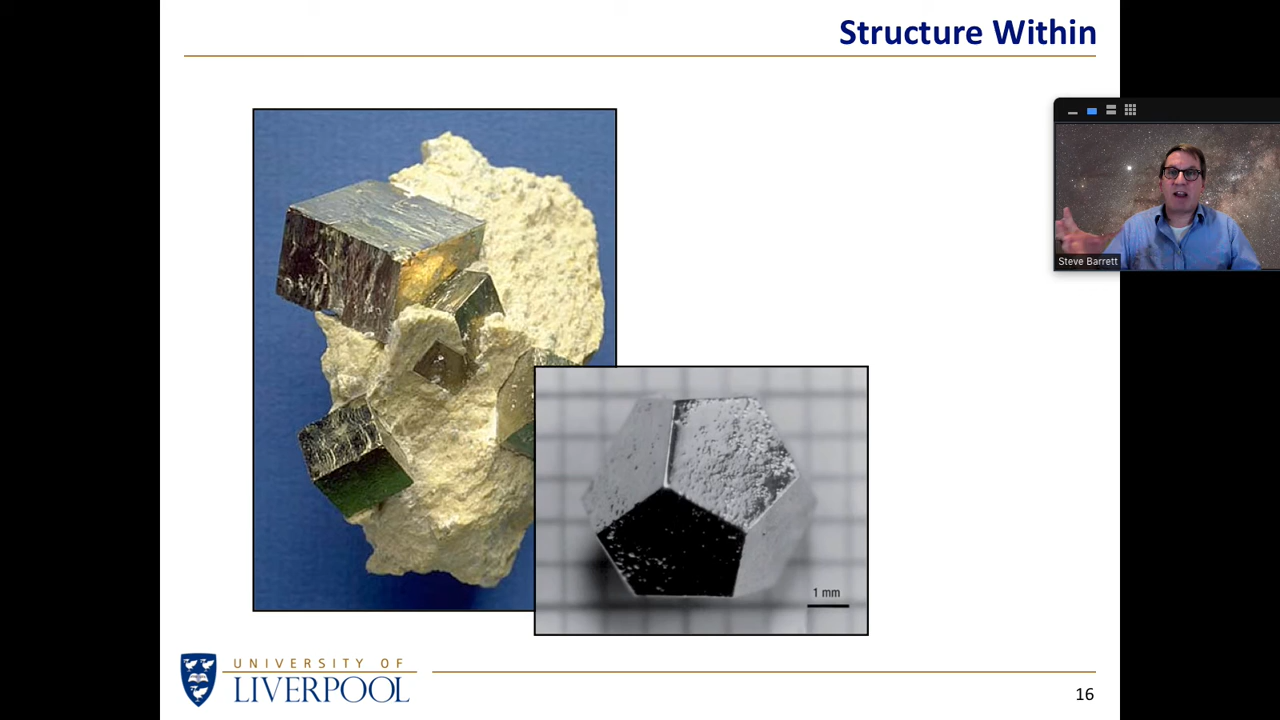 Structure Within
Steve Barrett
1 mm
UNIVERSITY OF
LIVERPOOL
16